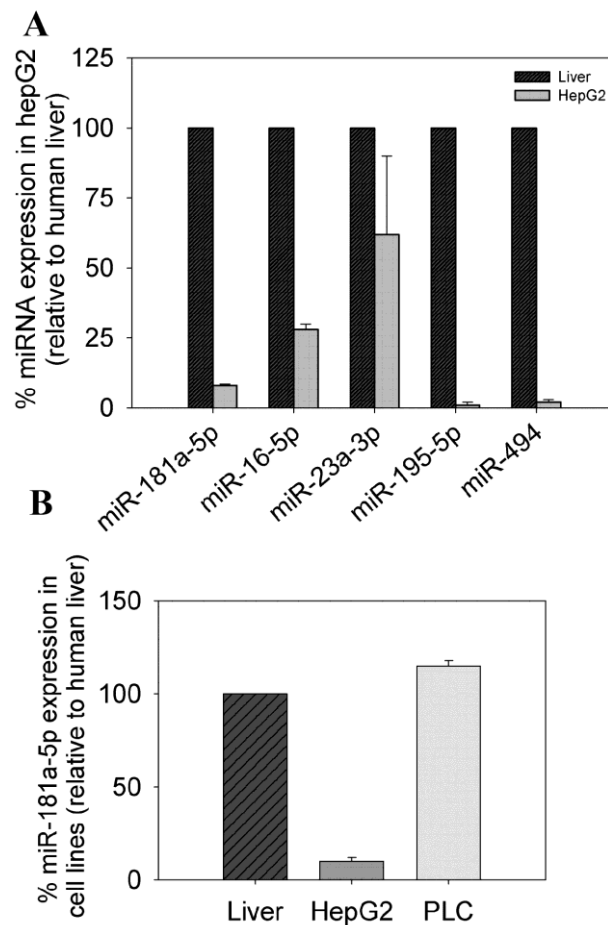 A
% miRNA expression in hepG2
(relative to human liver)
125
100
75
50
25
0
Liver
HepG2
miR-181a-5p
miR-16-5p
miR-23a-3p
miR-195-5p
miR-494
B
% miR-181a-5p expression in
cell lines (relative to human liver)
150
100
50
0
Liver
HepG2
PLC